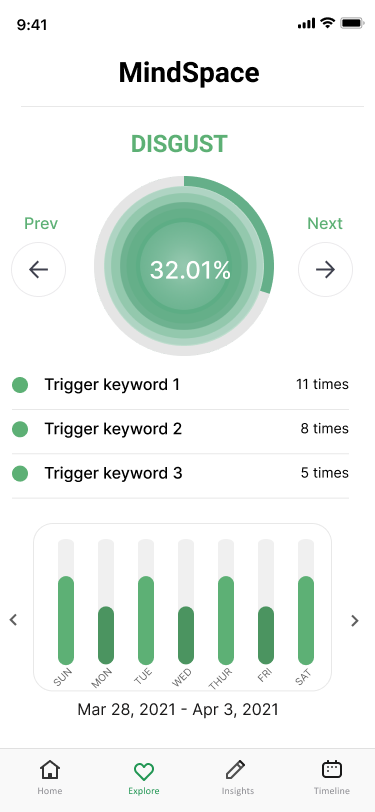 9:41
MindSpace
DISGUST
Prev
Next
32.01%
Trigger keyword 1 11 times
Trigger keyword 2 8 times
Trigger keyword 3 5 times
SUN MON TUE WED THUR FRI SAT
Mar 28, 2021 - Apr 3, 2021
Home Explore Insights Timeline